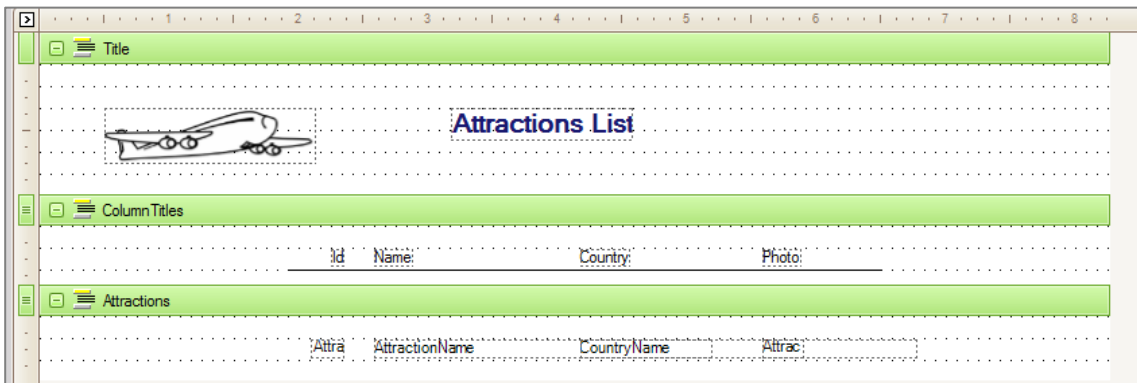 1 2 3 4 5 6 7 8
Title
Attractions List
ColumnTitles
Id Name Country Photo
Attractions
Attra AttractionName CountryName Attrac